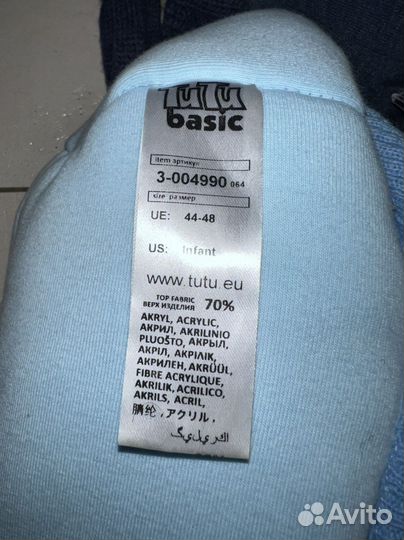 TuTu
basic
item артикул
3-004990 064
size размер
UE: 44-48
US: Infant
www.tutu.eu
TOP FABRIC 70%
ВЕРХ ИЗДЕЛИЯ
AKRYL, ACRYLIC,
АКРИЛ, AKRILINIO
PLUOŠTO, АКРЫЛ,
АКРІЛ, АКРІЛІК,
АКРИЛЕН, AKRÜÜL,
FIBRE ACRYLIQUE,
AKRILIK, ACRILICO,
AKRILS, ACRIL,
腈纶, アクリル,
اكريليك
Avito